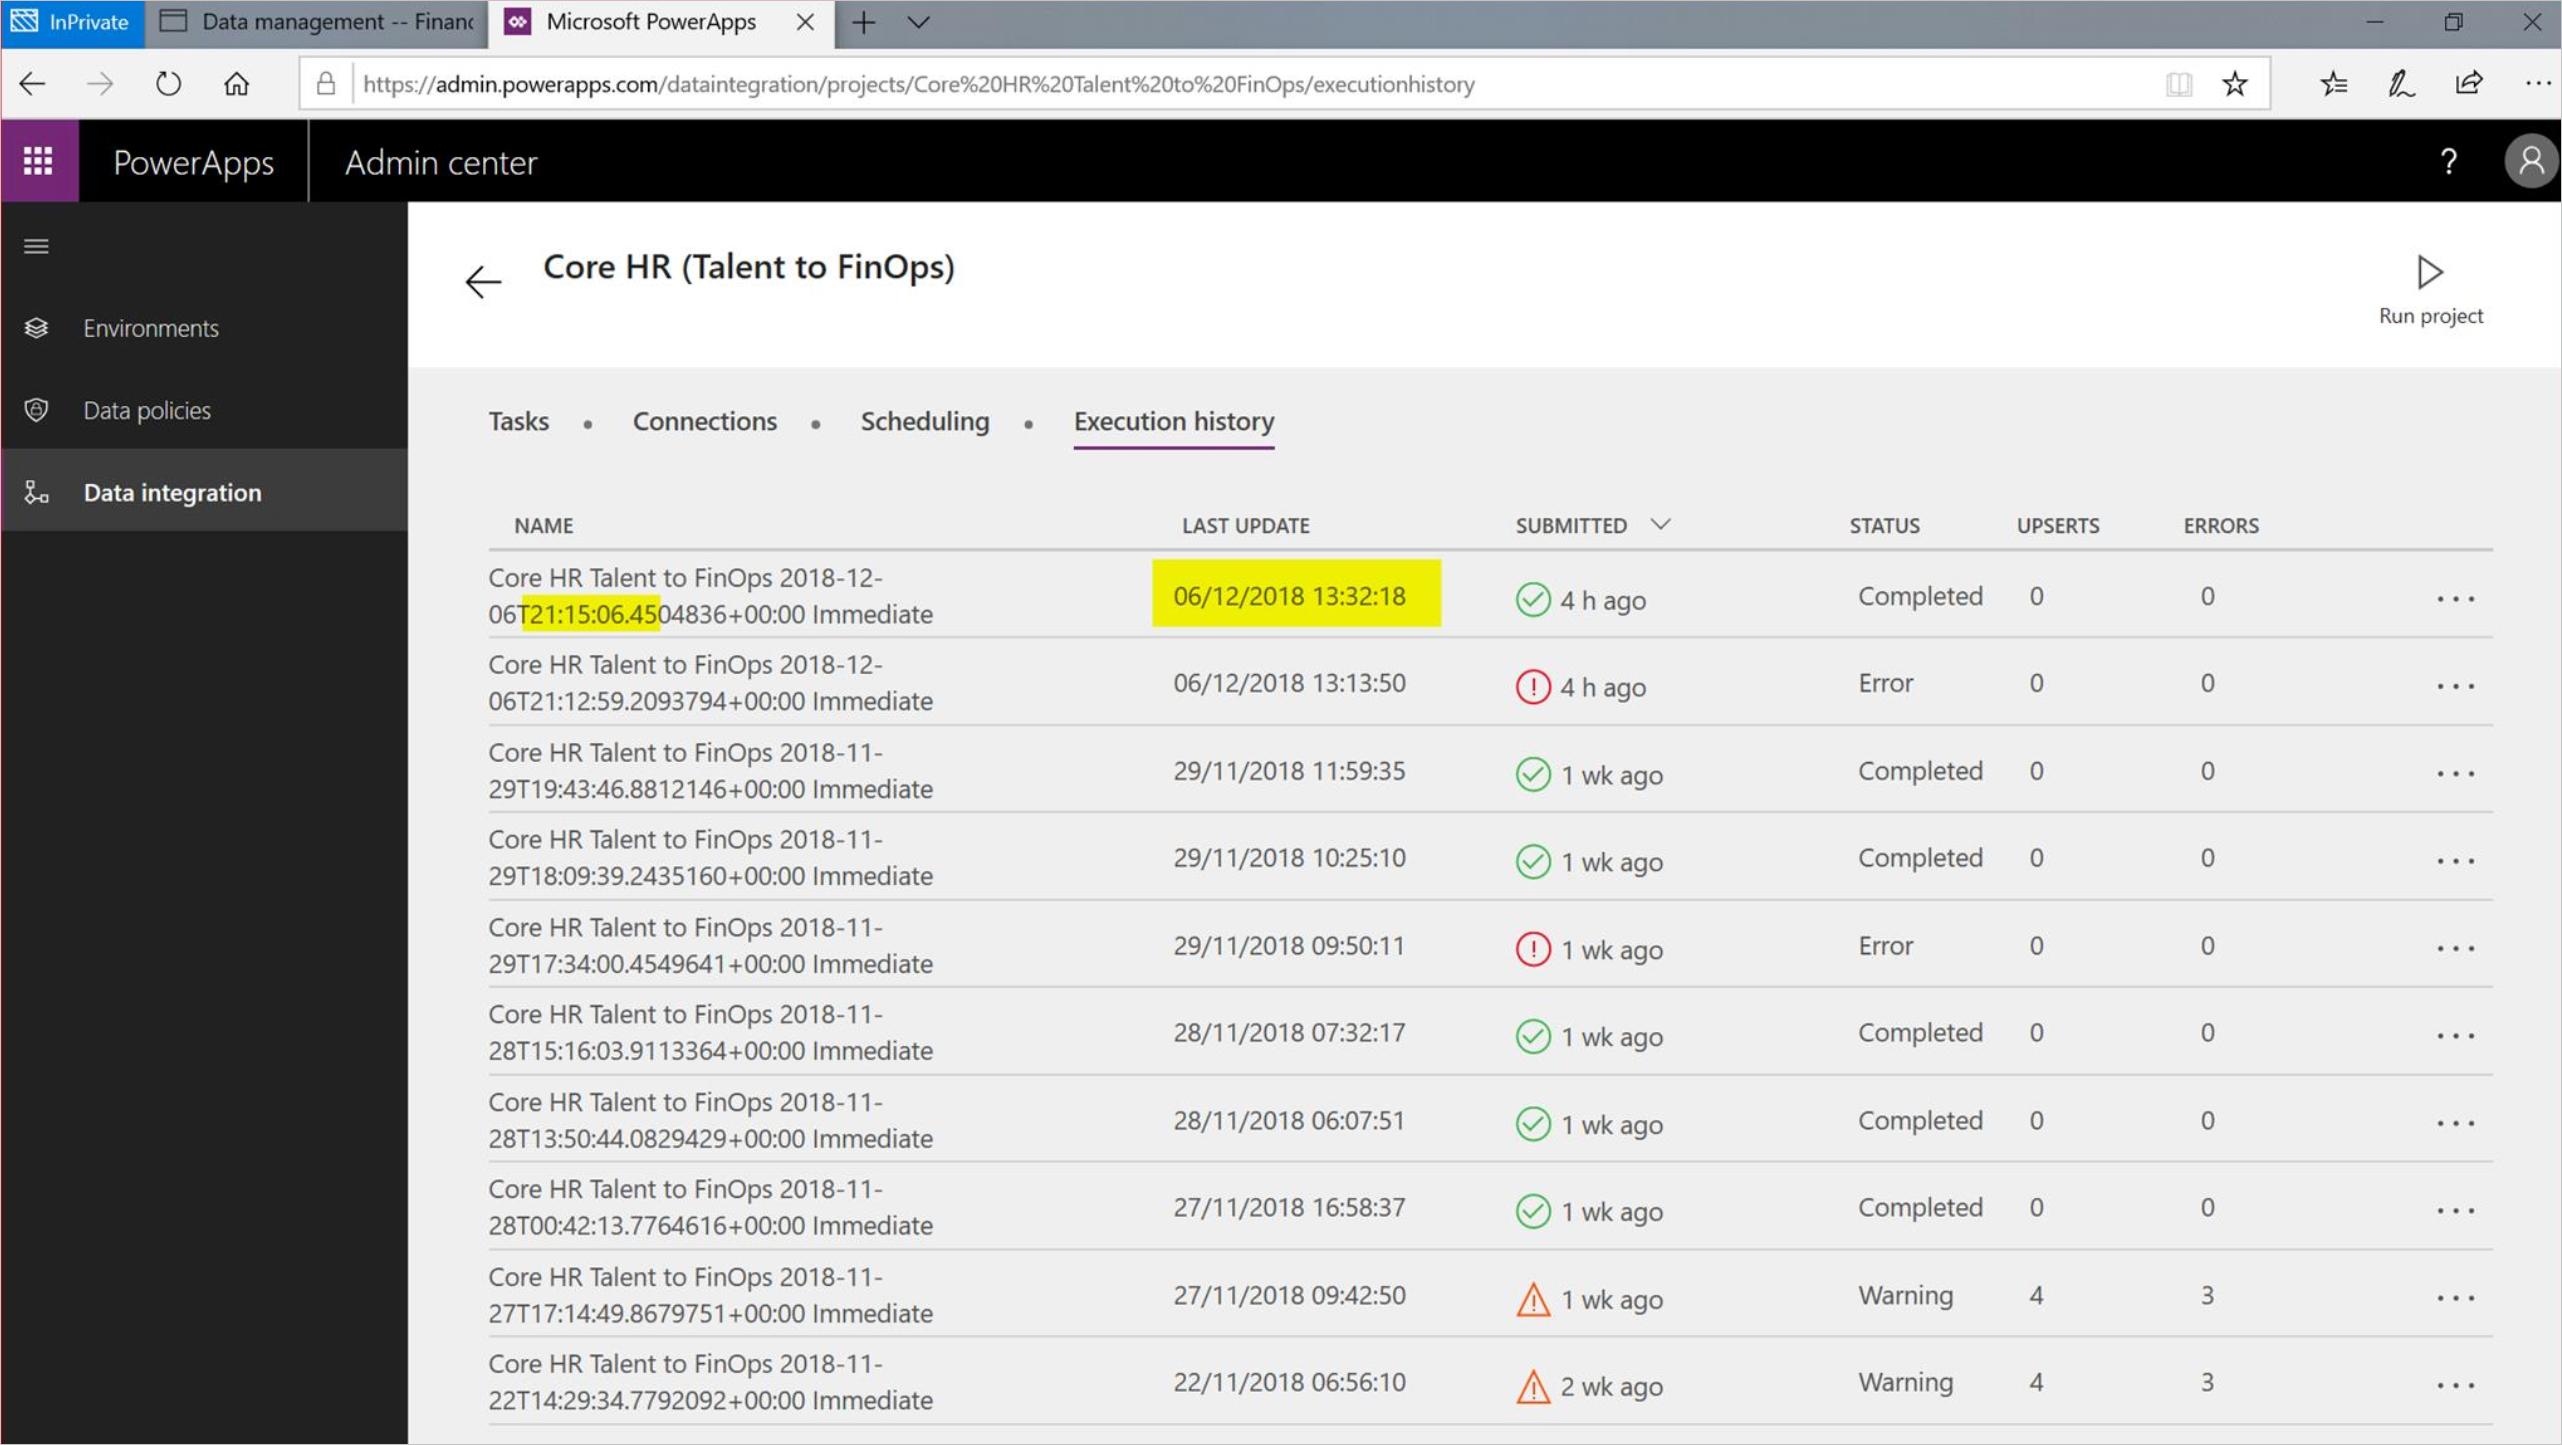 InPrivate
Data management -- Financ
Microsoft PowerApps
https://admin.powerapps.com/dataintegration/projects/Core%20HR%20Talent%20to%20FinOps/executionhistory
PowerApps
Admin center
?
Core HR (Talent to FinOps)
Run project
Environments
Data policies
Data integration
Tasks • Connections • Scheduling • Execution history
NAME LAST UPDATE SUBMITTED STATUS UPSERTS ERRORS
Core HR Talent to FinOps 2018-12-
06T21:15:06.4504836+00:00 Immediate
06/12/2018 13:32:18 4 h ago Completed 0 0 ...
Core HR Talent to FinOps 2018-12-
06T21:12:59.2093794+00:00 Immediate
06/12/2018 13:13:50 4 h ago Error 0 0 ...
Core HR Talent to FinOps 2018-11-
29T19:43:46.8812146+00:00 Immediate
29/11/2018 11:59:35 1 wk ago Completed 0 0 ...
Core HR Talent to FinOps 2018-11-
29T18:09:39.2435160+00:00 Immediate
29/11/2018 10:25:10 1 wk ago Completed 0 0 ...
Core HR Talent to FinOps 2018-11-
29T17:34:00.4549641+00:00 Immediate
29/11/2018 09:50:11 1 wk ago Error 0 0 ...
Core HR Talent to FinOps 2018-11-
28T15:16:03.9113364+00:00 Immediate
28/11/2018 07:32:17 1 wk ago Completed 0 0 ...
Core HR Talent to FinOps 2018-11-
28T13:50:44.0829429+00:00 Immediate
28/11/2018 06:07:51 1 wk ago Completed 0 0 ...
Core HR Talent to FinOps 2018-11-
28T00:42:13.7764616+00:00 Immediate
27/11/2018 16:58:37 1 wk ago Completed 0 0 ...
Core HR Talent to FinOps 2018-11-
27T17:14:49.8679751+00:00 Immediate
27/11/2018 09:42:50 1 wk ago Warning 4 3 ...
Core HR Talent to FinOps 2018-11-
22T14:29:34.7792092+00:00 Immediate
22/11/2018 06:56:10 2 wk ago Warning 4 3 ...